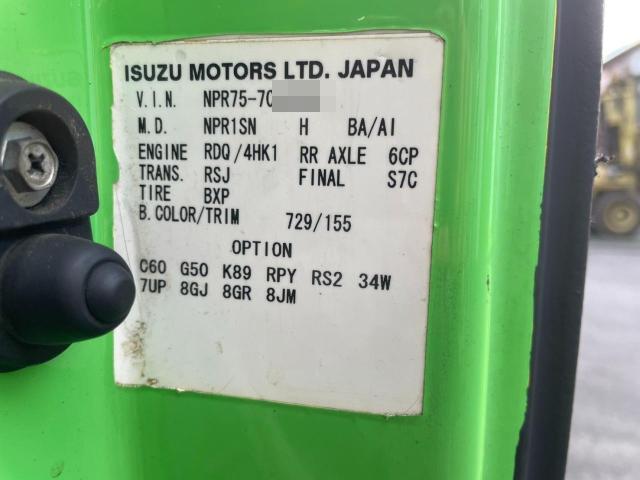 ISUZU MOTORS LTD. JAPAN
V.I.N. NPR75-70
M.D. NPR1SN H BA/AI
ENGINE RDQ/4HK1 RR AXLE 6CP
TRANS. RSJ FINAL S7C
TIRE BXP
B.COLOR/TRIM 729/155
OPTION
C60 G50 K89 RPY RS2 34W
7UP 8GJ 8GR 8JM